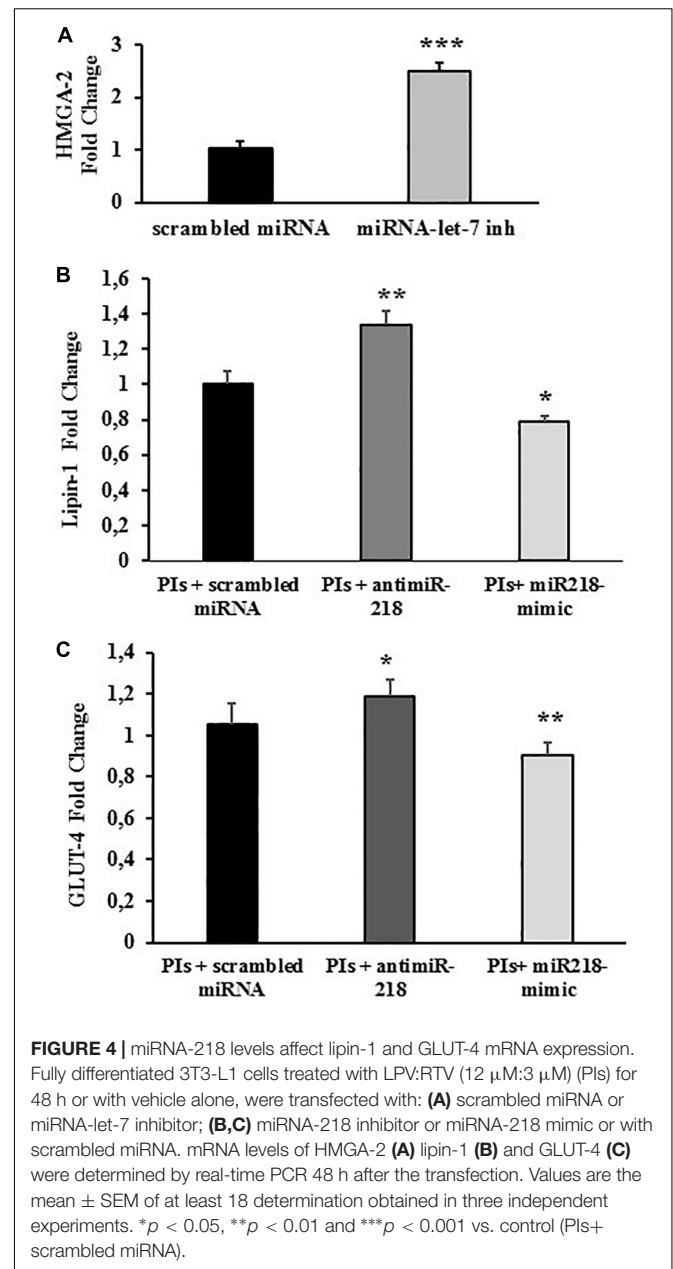 A
HMGA-2
Fold Change
3
2
1
0
***
scrambled miRNA
miRNA-let-7 inh
B
Lipin-1 Fold Change
1,6
1,4
1,2
1
0,8
0,6
0,4
0,2
0
**
*
PIs + scrambled
miRNA
PIs + antimiR-
218
PIs+ miR218-
mimic
C
GLUT-4 Fold Change
1,4
1,2
1
0,8
0,6
0,4
0,2
0
*
**
PIs + scrambled
miRNA
PIs + antimiR-
218
PIs+ miR218-
mimic
FIGURE 4 | miRNA-218 levels affect lipin-1 and GLUT-4 mRNA expression.
Fully differentiated 3T3-L1 cells treated with LPV:RTV (12 μM:3 μM) (PIs) for
48 h or with vehicle alone, were transfected with: (A) scrambled miRNA or
miRNA-let-7 inhibitor; (B,C) miRNA-218 inhibitor or miRNA-218 mimic or with
scrambled miRNA. mRNA levels of HMGA-2 (A) lipin-1 (B) and GLUT-4 (C)
were determined by real-time PCR 48 h after the transfection. Values are the
mean ± SEM of at least 18 determination obtained in three independent
experiments. *p < 0.05, **p < 0.01 and ***p < 0.001 vs. control (PIs+
scrambled miRNA).